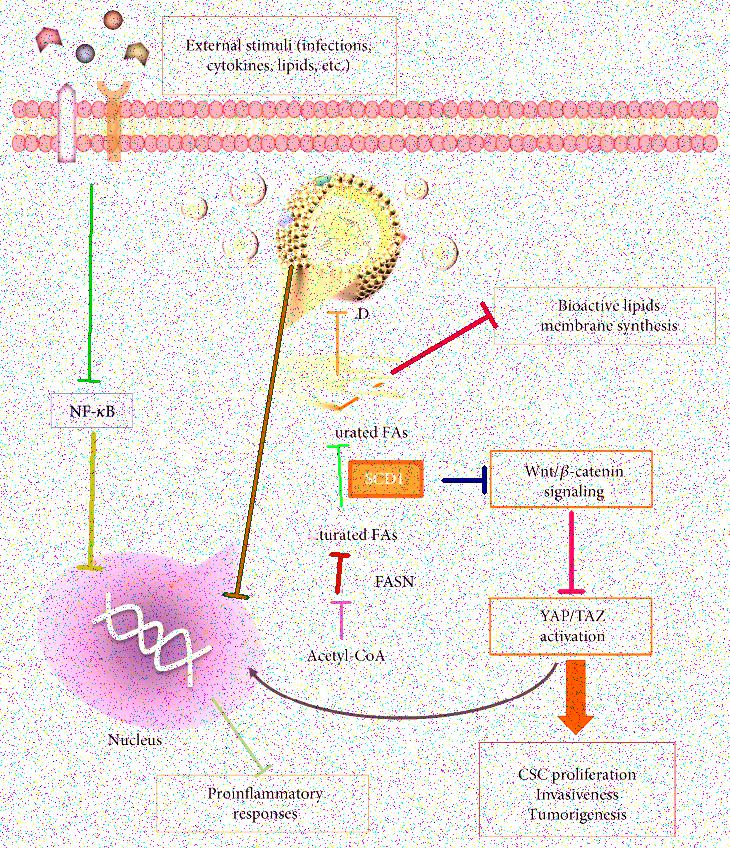 External stimuli (infections,
cytokines, lipids, etc.)
.D
Bioactive lipids
membrane synthesis
NF-κB
urated FAs
SCD1
Wnt/β-catenin
signaling
turated FAs
FASN
YAP/TAZ
activation
Acetyl-CoA
Nucleus
Proinflammatory
responses
CSC proliferation
Invasiveness
Tumorigenesis